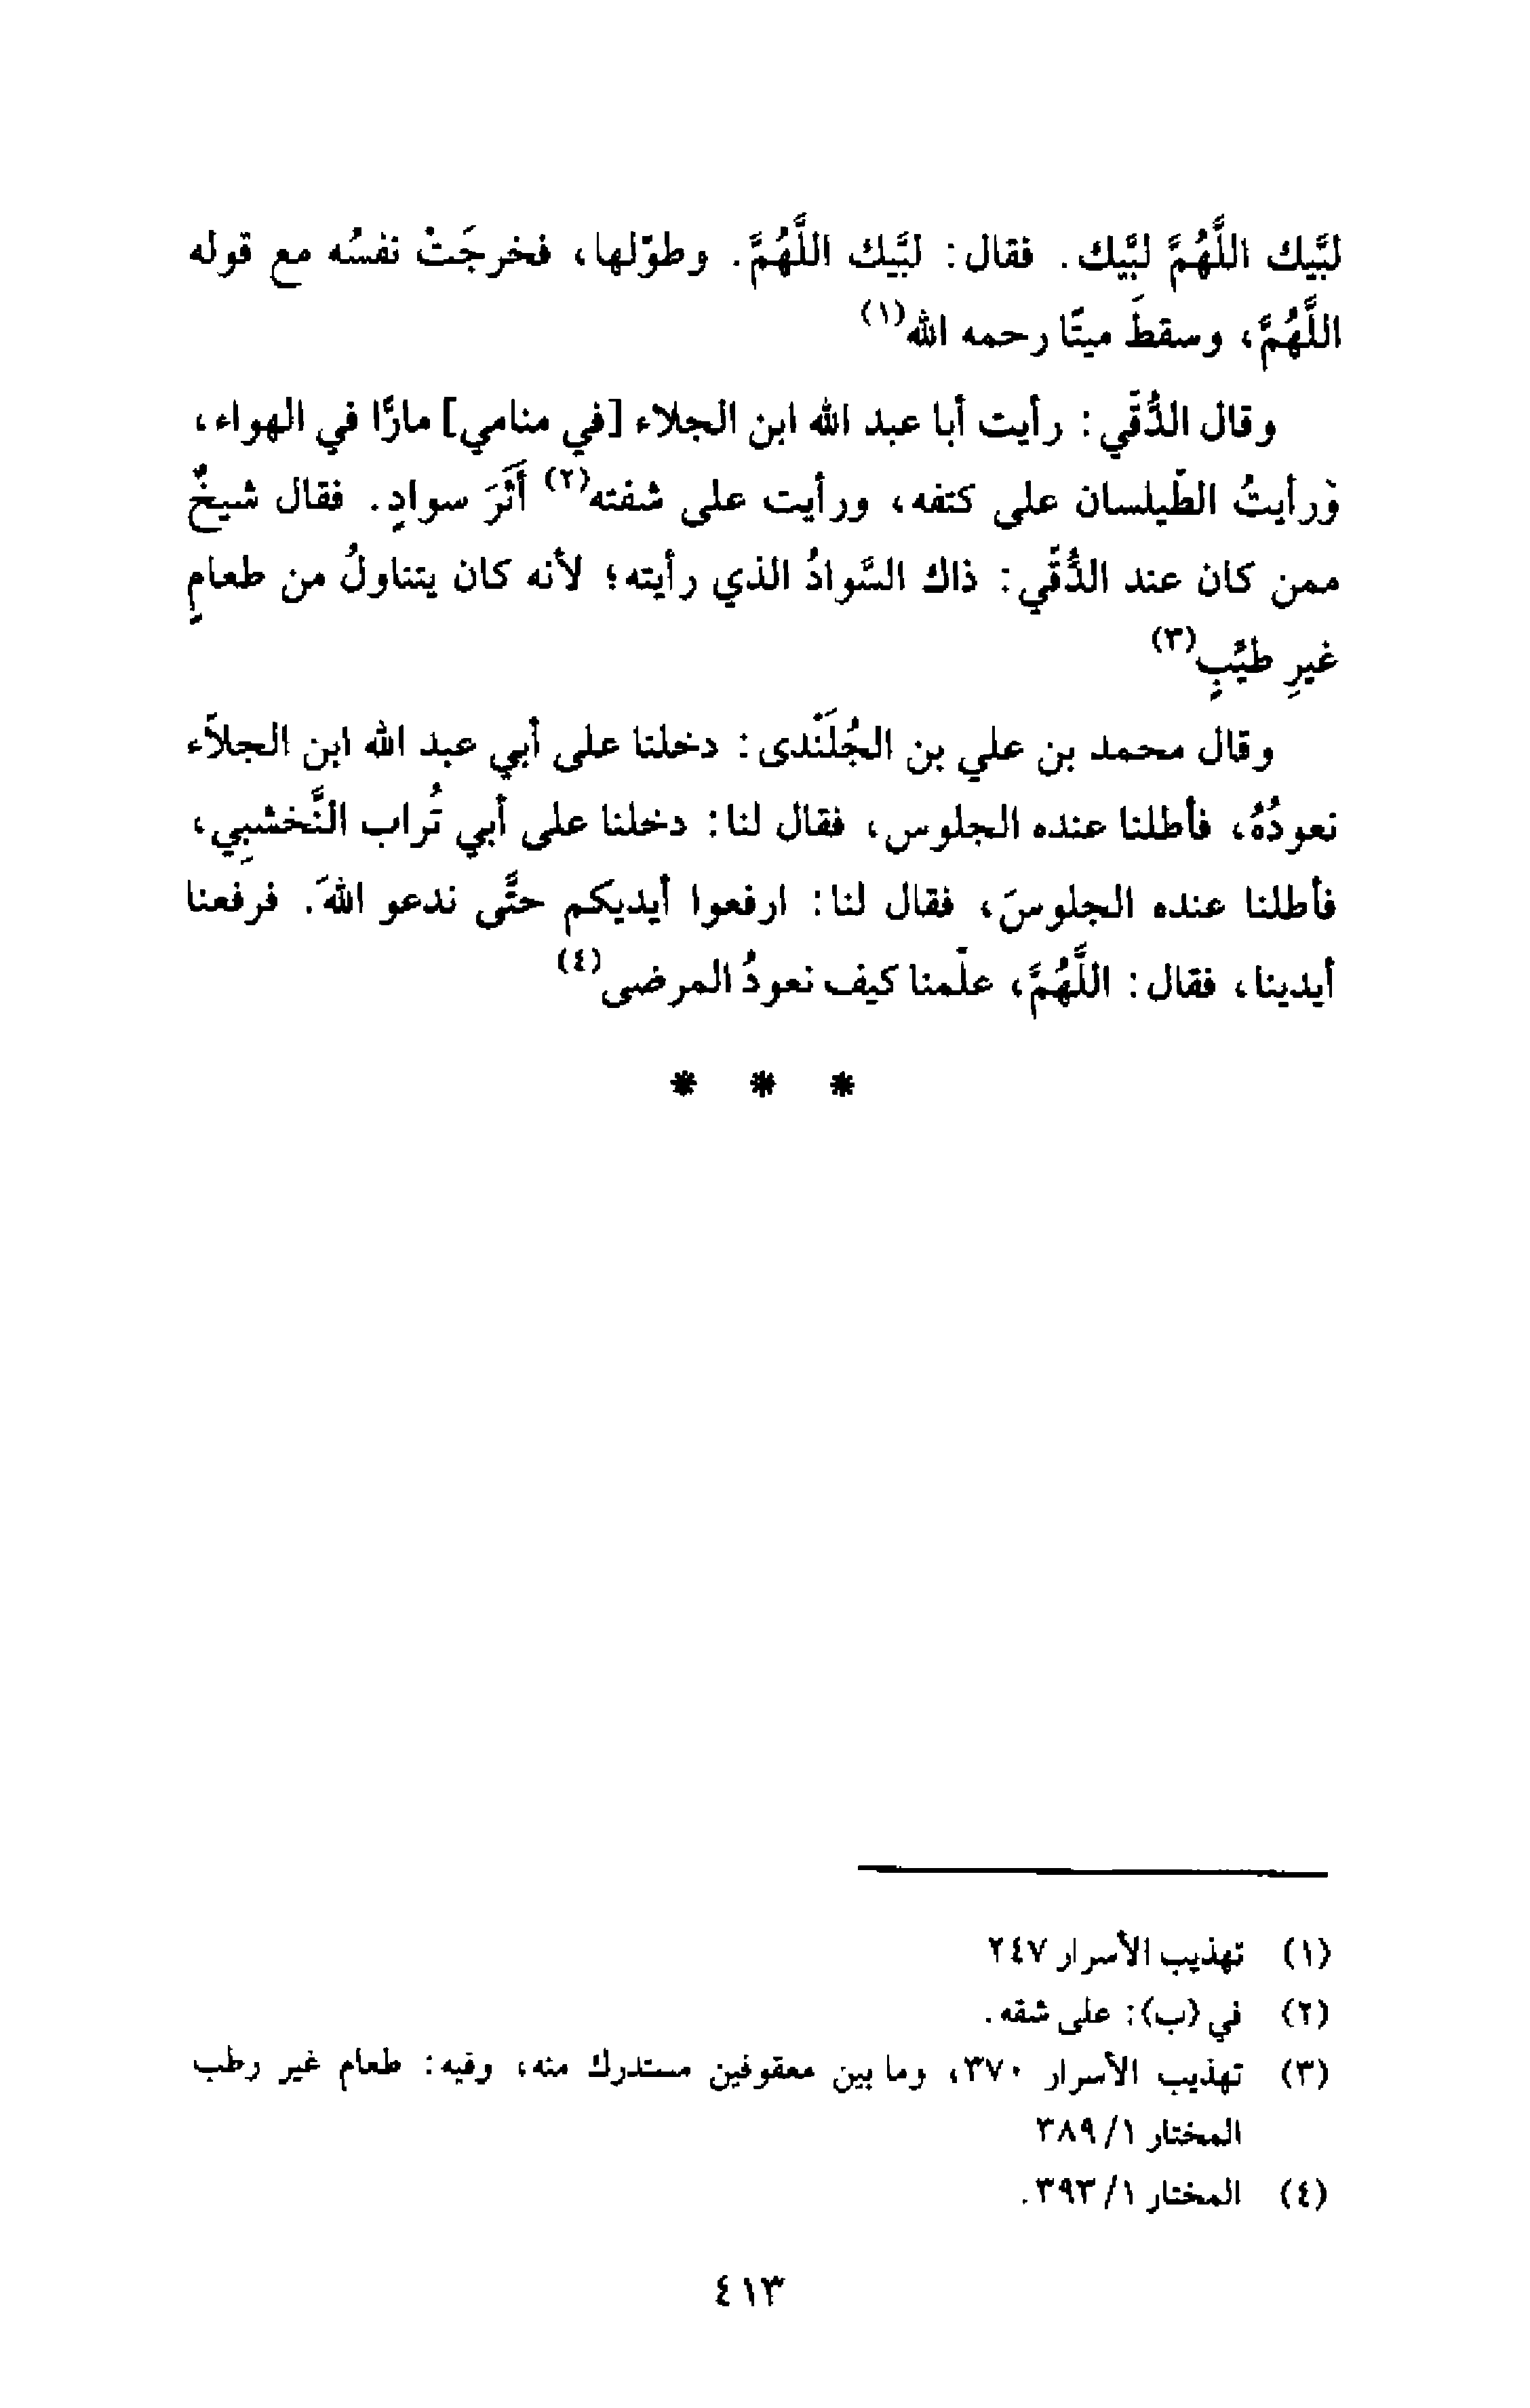 لبَّيك اللَّهُمَّ لبَّيك. فقال: لبَّيك اللَّهُمَّ. وطوّلها، فخرجَتْ نفسُه مع قوله
اللَّهُمَّ، وسقطَ ميتًا رحمه الله(١)
وقال الدُّقّي: رأيت أبا عبد الله ابن الجلاء [في منامي] مارًّا في الهواء،
وَرأيتُ الطّيلسان على كتفه، ورأيت على شفته(٢) أَثَرَ سوادٍ. فقال شيخٌ
ممن كان عند الدُّقّي: ذاك السَّوادُ الذي رأيته؛ لأنه كان يتناولُ من طعامٍ
غيرِ طيَّبٍ(٣)
وقال محمد بن علي بن الجُلَنْدى: دخلنا على أبي عبد الله ابن الجلاَء
نعودُهُ، فأطلنا عنده الجلوس، فقال لنا: دخلنا على أبي تُراب النَّخشبِي،
فأطلنا عنده الجلوسَ، فقال لنا: ارفعوا أيديكم حتَّى ندعو اللهَ. فرفعنا
أيدينا، فقال: اللَّهُمَّ، علّمنا كيف نعودُ المرضى(٤)
* * *
(١) تهذيب الأسرار ٢٤٧
(٢) في (ب): على شقه.
(٣) تهذيب الأسرار ٣٧٠، وما بين معقوفين مستدرك منه، وفيه: طعام غير رطب
المختار ١/ ٣٨٩
(٤) المختار ١/ ٣٩٣.
٤١٣